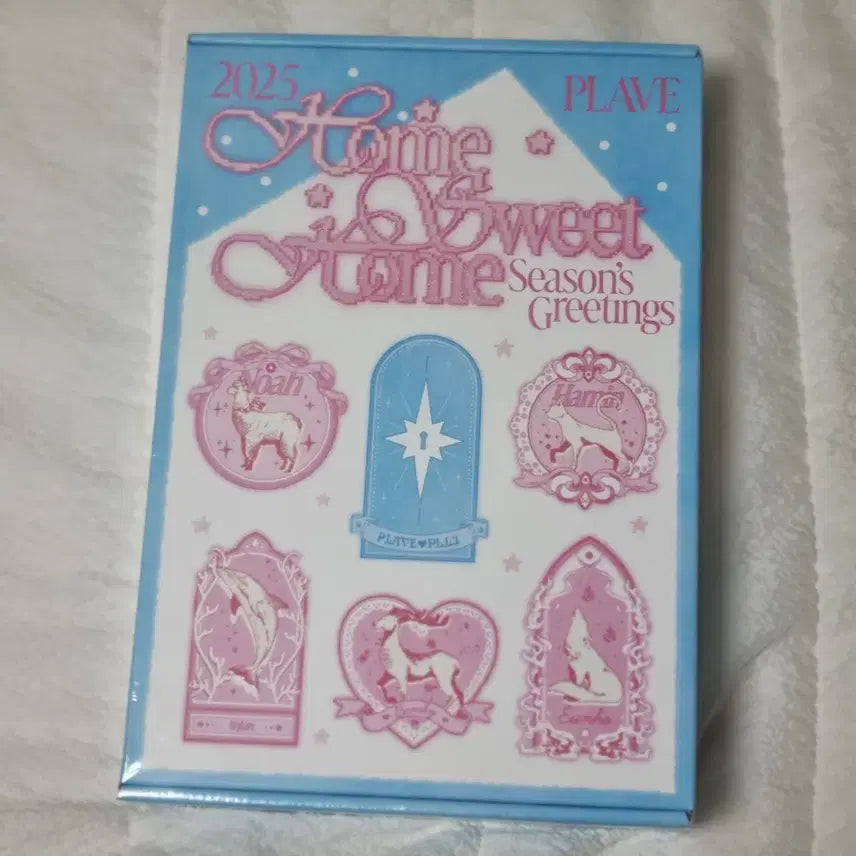 2025
PLAVE
Home
Sweet
Home
Season's
Greetings
Noah
Hamin
PLAVE♥PLLI
Eunho